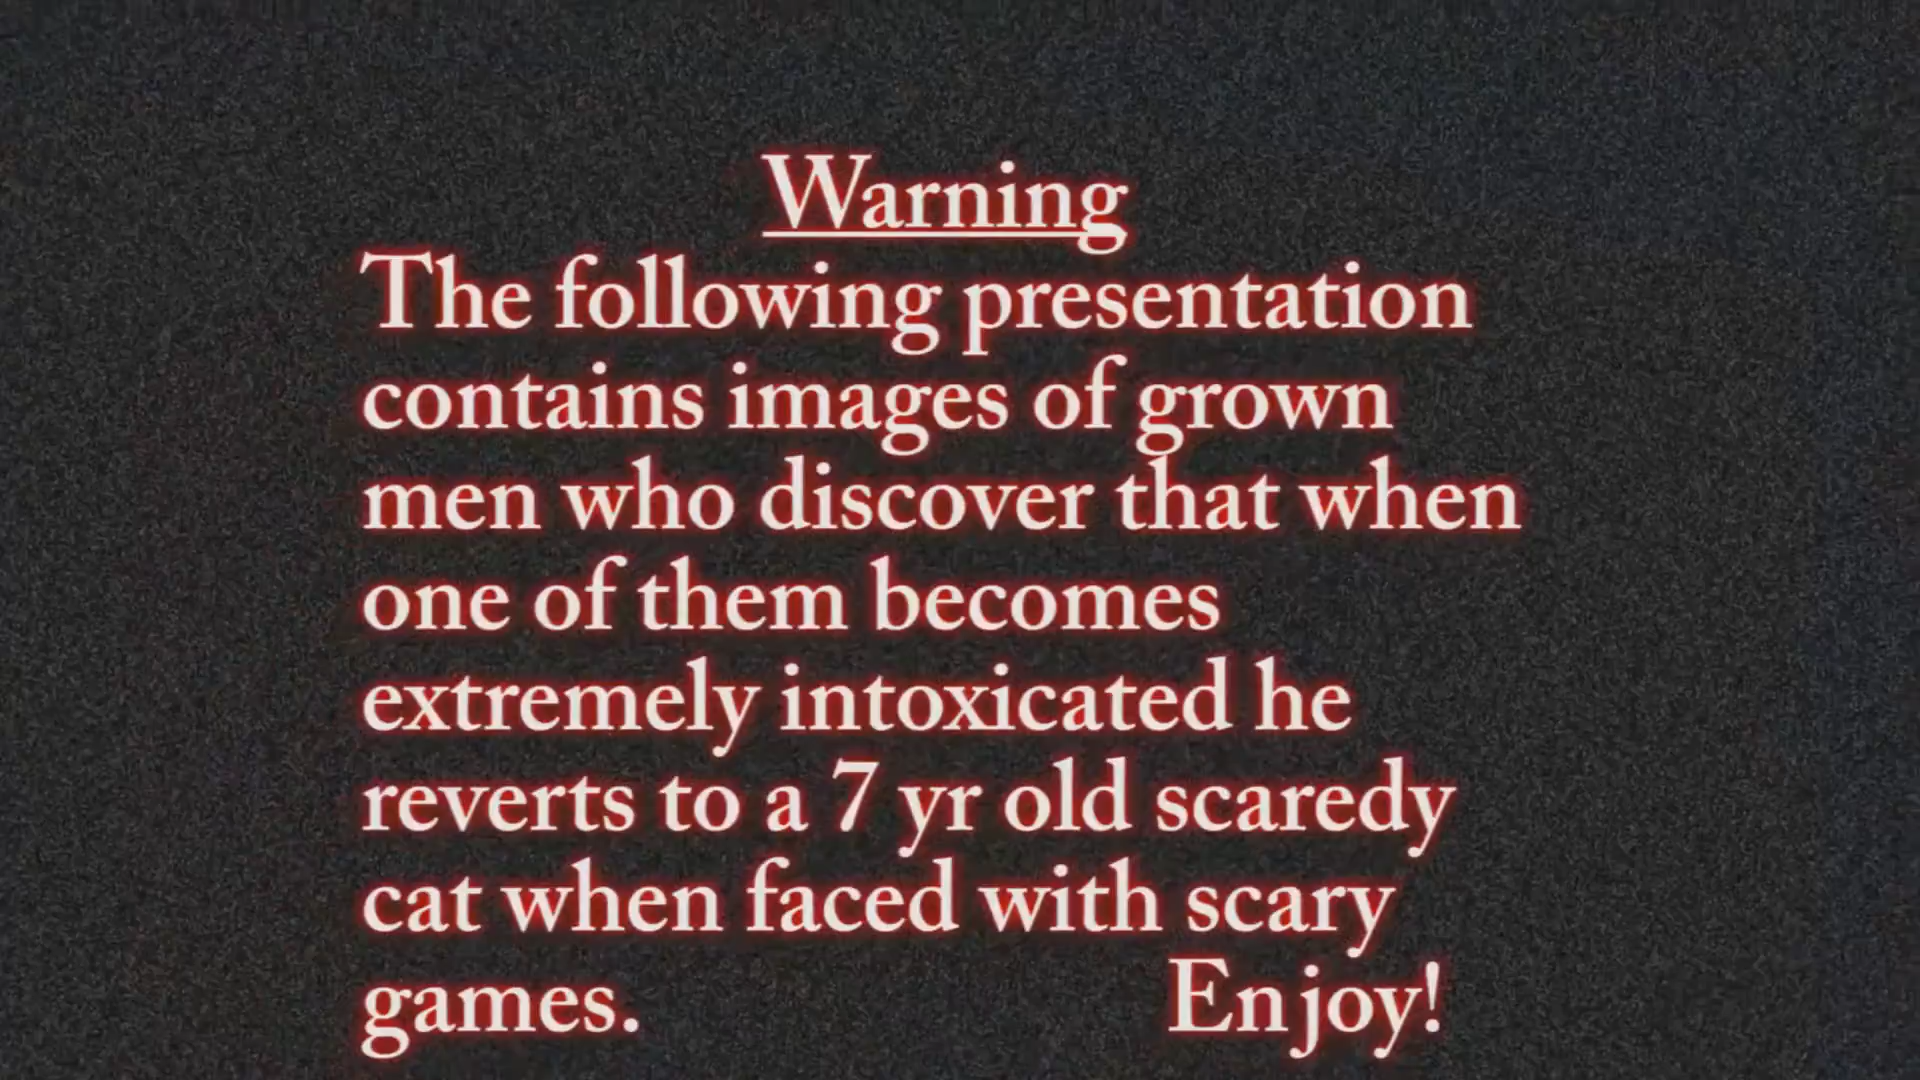 Warning
The following presentation
contains images of grown
men who discover that when
one of them becomes
extremely intoxicated he
reverts to a 7 yr old scaredy
cat when faced with scary
games. Enjoy!